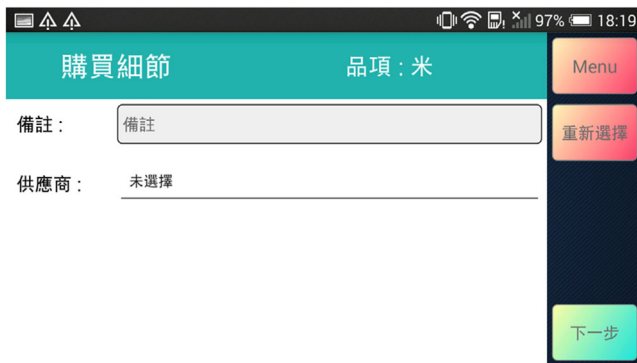 97% 18:19
購買細節 品項 : 米 Menu
備註 : 備註 重新選擇
供應商 : 未選擇
下一步